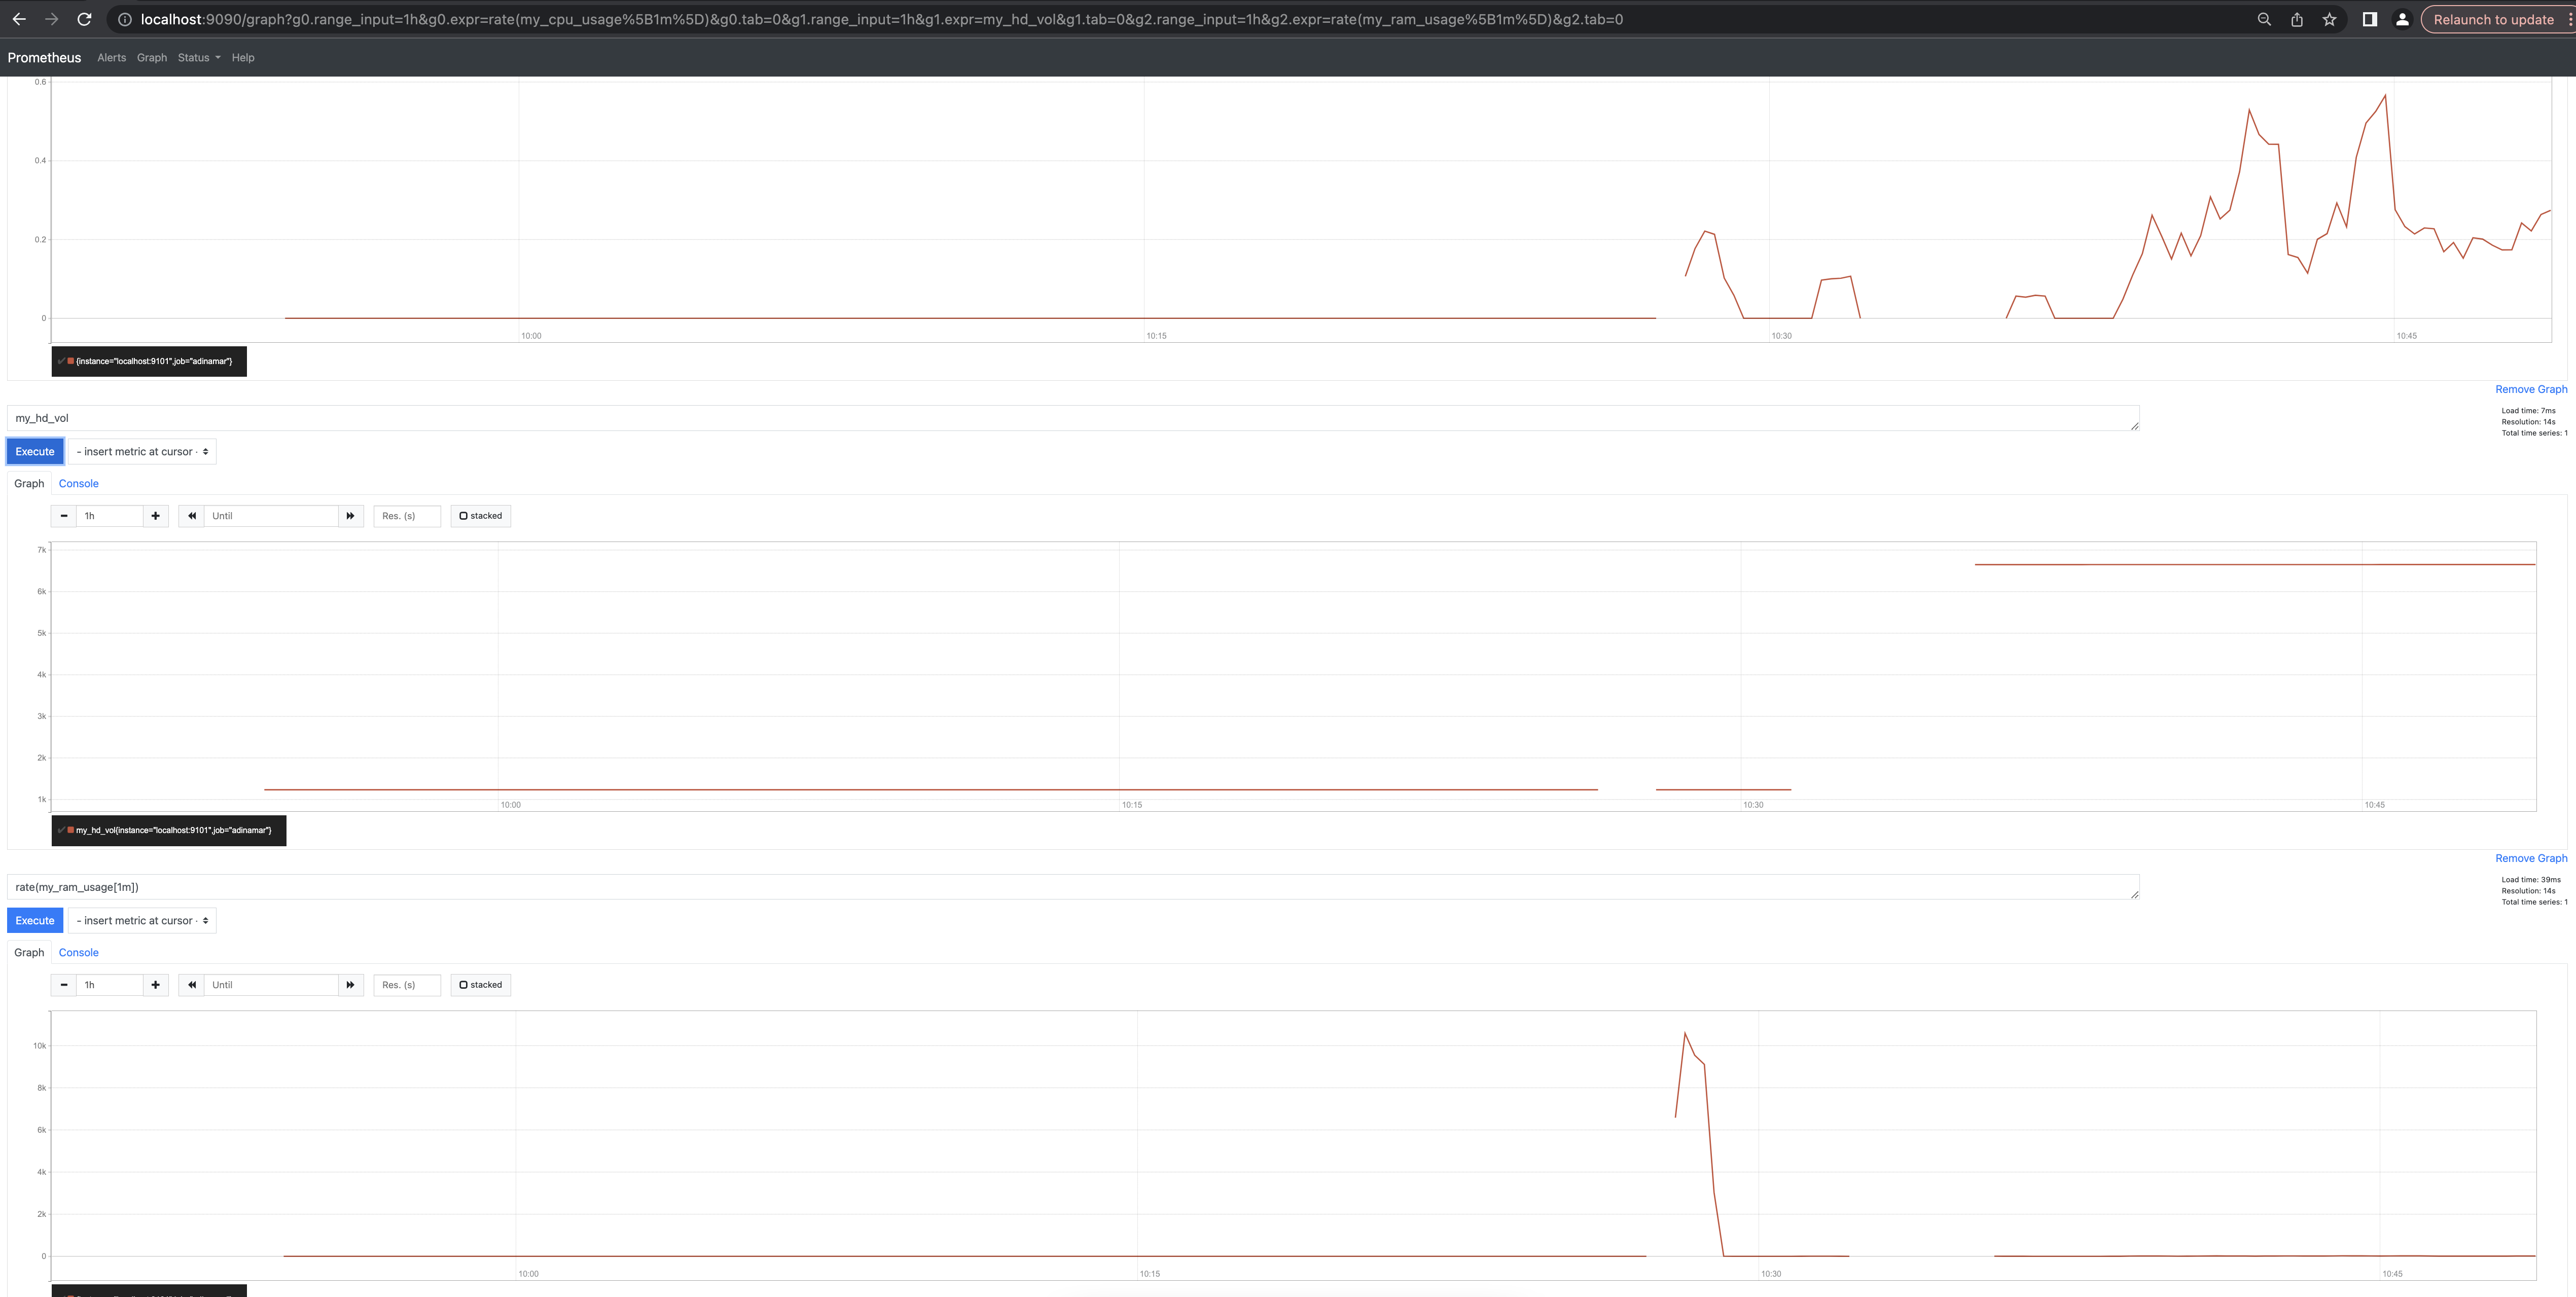 localhost:9090/graph?g0.range_input=1h&g0.expr=rate(my_cpu_usage%5B1m%5D)&g0.tab=0&g1.range_input=1h&g1.expr=my_hd_vol&g1.tab=0&g2.range_input=1h&g2.expr=rate(my_ram_usage%5B1m%5D)&g2.tab=0
Relaunch to update
Prometheus Alerts Graph Status Help
0.6
0.4
0.2
0
10:00 10:15 10:30 10:45
{instance="localhost:9101",job="adinamar"}
Remove Graph
my_hd_vol
Load time: 7ms
Resolution: 14s
Total time series: 1
Execute - insert metric at cursor -
Graph Console
1h Until Res. (s) stacked
7k
6k
5k
4k
3k
2k
1k
10:00 10:15 10:30 10:45
my_hd_vol{instance="localhost:9101",job="adinamar"}
Remove Graph
rate(my_ram_usage[1m])
Load time: 39ms
Resolution: 14s
Total time series: 1
Execute - insert metric at cursor -
Graph Console
1h Until Res. (s) stacked
10k
8k
6k
4k
2k
0
10:00 10:15 10:30 10:45